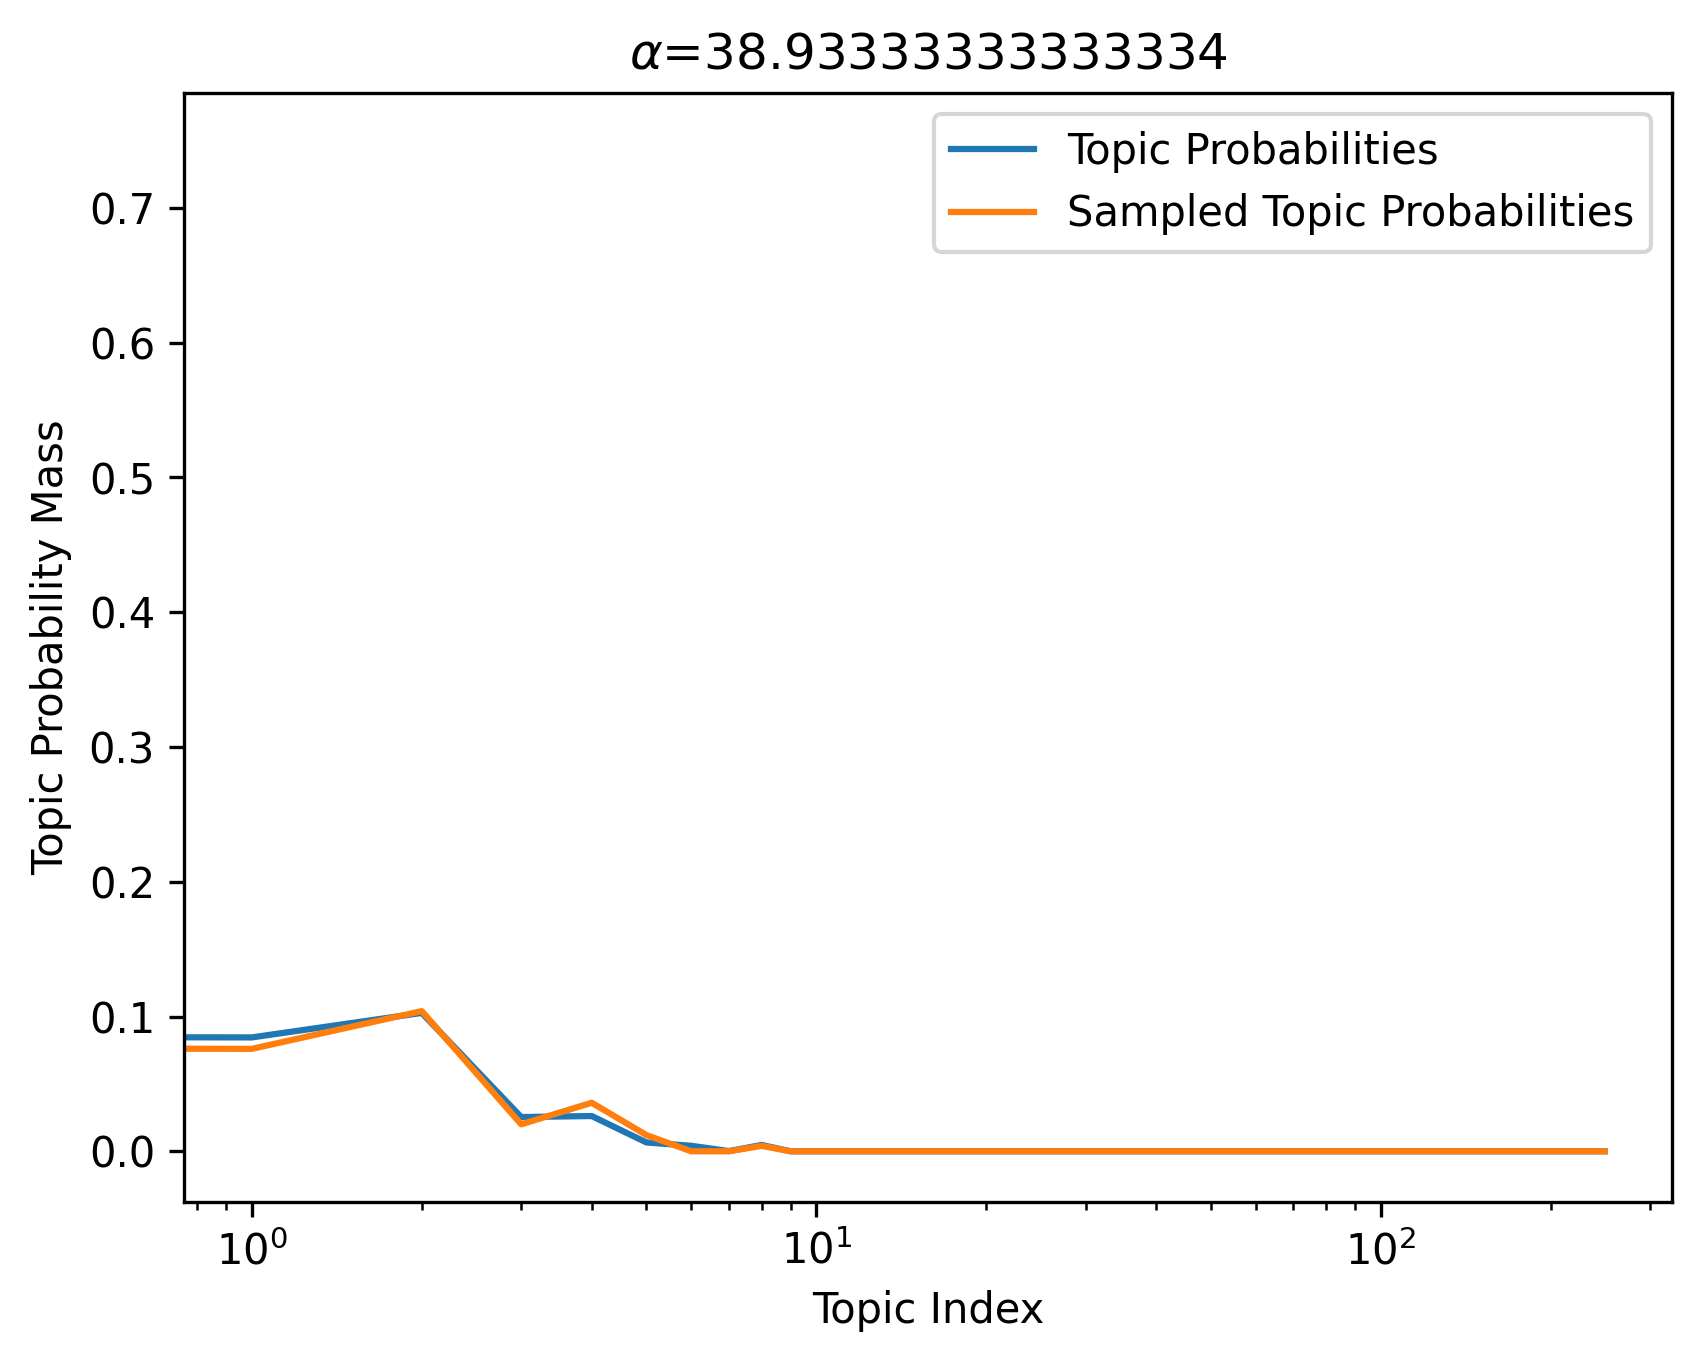 α=38.93333333333334
Topic Probabilities
Sampled Topic Probabilities
Topic Probability Mass
0.7
0.6
0.5
0.4
0.3
0.2
0.1
0.0
10⁰ 10¹ 10²
Topic Index